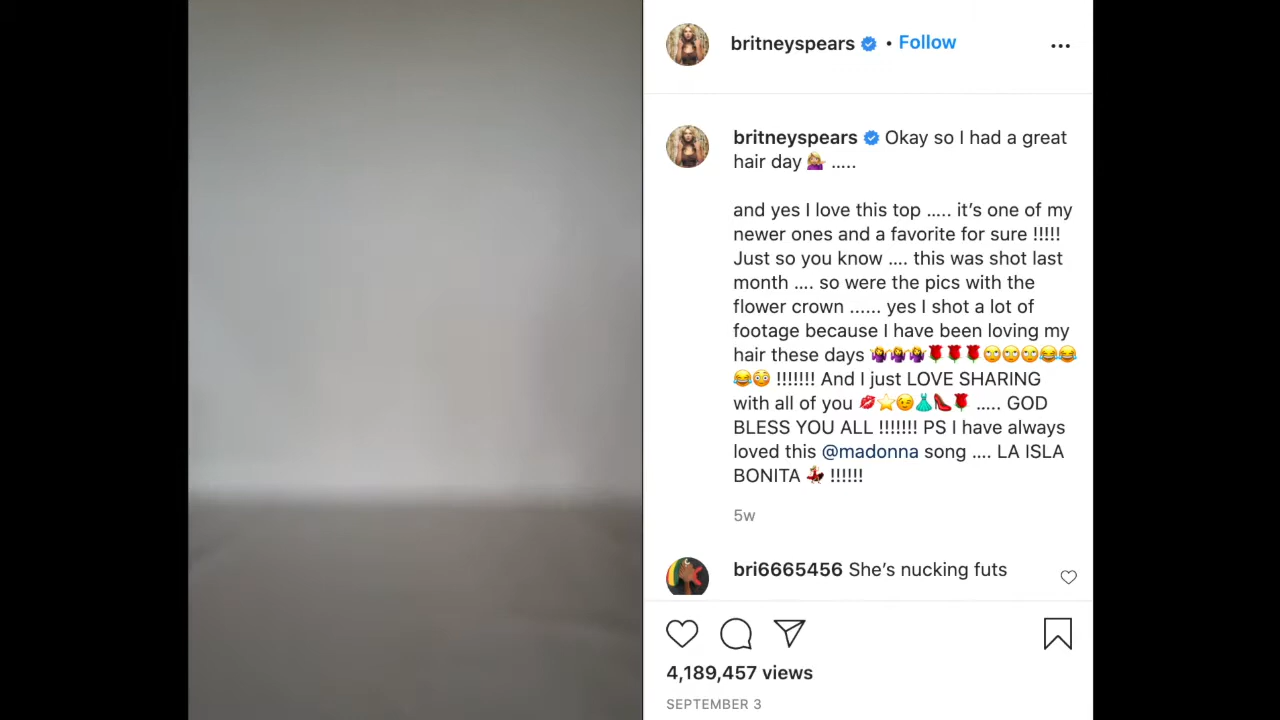 britneyspears • Follow
britneyspears Okay so I had a great
hair day 💁🏼‍♀️ .....
and yes I love this top ..... it’s one of my
newer ones and a favorite for sure !!!!!
Just so you know .... this was shot last
month .... so were the pics with the
flower crown ...... yes I shot a lot of
footage because I have been loving my
hair these days 🤷‍♀️🤷‍♀️🤷‍♀️🌹🌹🌹🙄🙄🙄😂😂
😂😳 !!!!!!! And I just LOVE SHARING
with all of you 💋⭐😉👗👠🌹 ..... GOD
BLESS YOU ALL !!!!!!! PS I have always
loved this @madonna song .... LA ISLA
BONITA 💃🏻 !!!!!!
5w
bri6665456 She’s nucking futs
4,189,457 views
SEPTEMBER 3